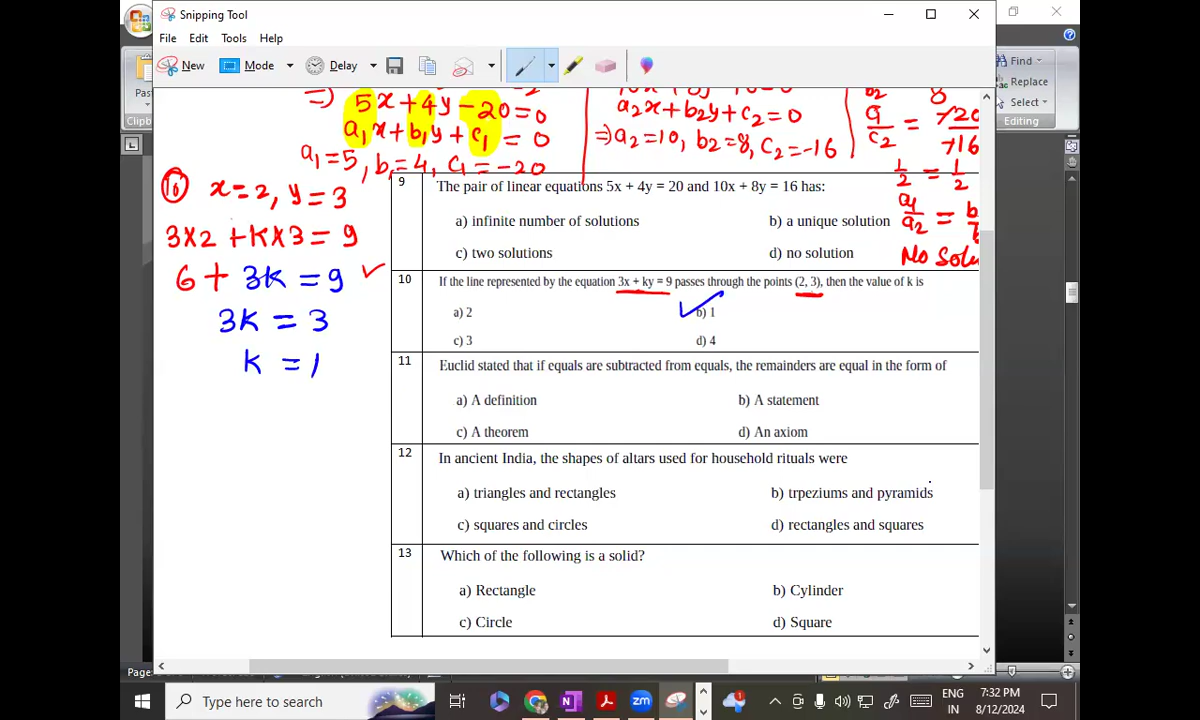 Snipping Tool
File Edit Tools Help
New Mode Delay
Find
Replace
Select
Editing
⇒) 5x + 4y - 20 = 0
a₁x + b₁y + c₁ = 0
a₁ = 5, b₁ = 4, c₁ = -20
a₂x + b₂y + c₂ = 0
⇒ a₂ = 10, b₂ = 8, c₂ = -16
1/2 = 1/2
No Solu
10 x = 2, y = 3
3×2 + k×3 = 9
6 + 3k = 9
3k = 3
k = 1
9 The pair of linear equations 5x + 4y = 20 and 10x + 8y = 16 has:
a) infinite number of solutions b) a unique solution
c) two solutions d) no solution
10 If the line represented by the equation 3x + ky = 9 passes through the points (2, 3), then the value of k is
a) 2 b) 1
c) 3 d) 4
11 Euclid stated that if equals are subtracted from equals, the remainders are equal in the form of
a) A definition b) A statement
c) A theorem d) An axiom
12 In ancient India, the shapes of altars used for household rituals were
a) triangles and rectangles b) trpeziums and pyramids
c) squares and circles d) rectangles and squares
13 Which of the following is a solid?
a) Rectangle b) Cylinder
c) Circle d) Square
Type here to search
ENG 7:32 PM
IN 8/12/2024